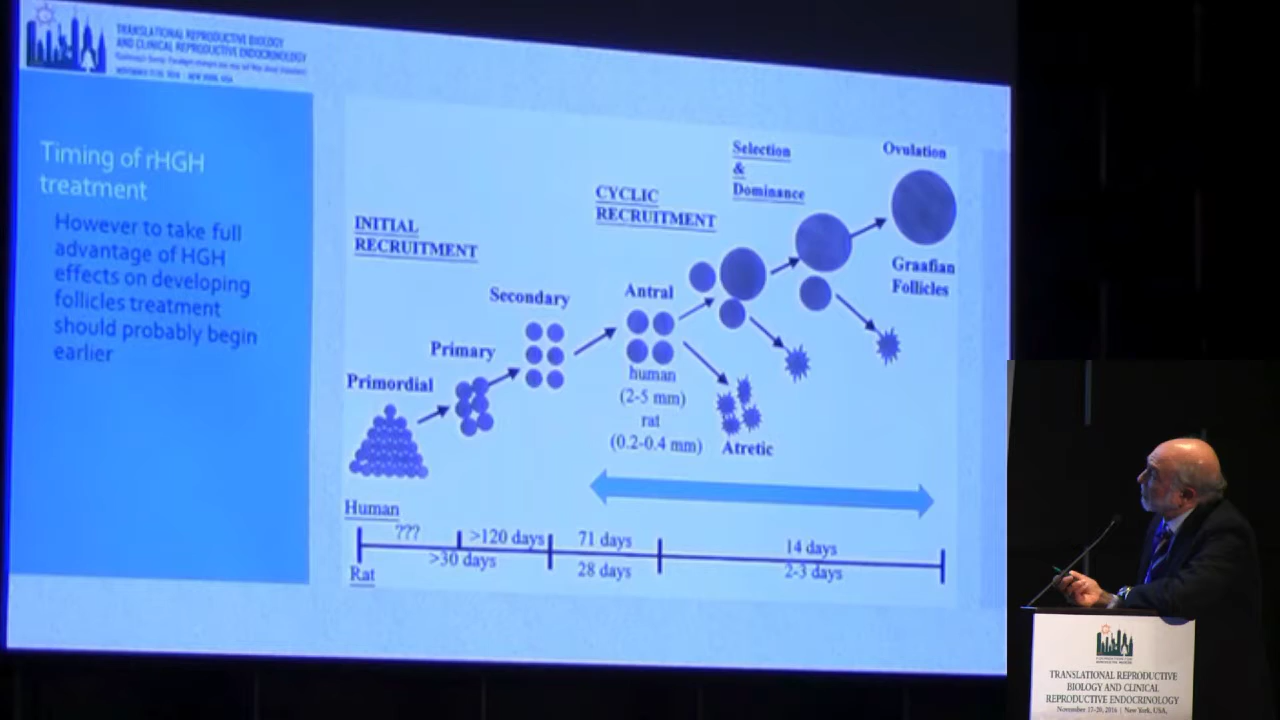 TRANSLATIONAL REPRODUCTIVE BIOLOGY
AND CLINICAL REPRODUCTIVE ENDOCRINOLOGY
Timing of rHGH
treatment
However to take full
advantage of HGH
effects on developing
follicles treatment
should probably begin
earlier
INITIAL
RECRUITMENT
CYCLIC
RECRUITMENT
Selection
&
Dominance
Ovulation
Graafian
Follicles
Primordial
Primary
Secondary
Antral
human
(2-5 mm)
rat
(0.2-0.4 mm)
Atretic
Human
??? >120 days 71 days 14 days
>30 days 28 days 2-3 days
Rat
TRANSLATIONAL REPRODUCTIVE
BIOLOGY AND CLINICAL
REPRODUCTIVE ENDOCRINOLOGY
November 17-20, 2016 | New York, USA.